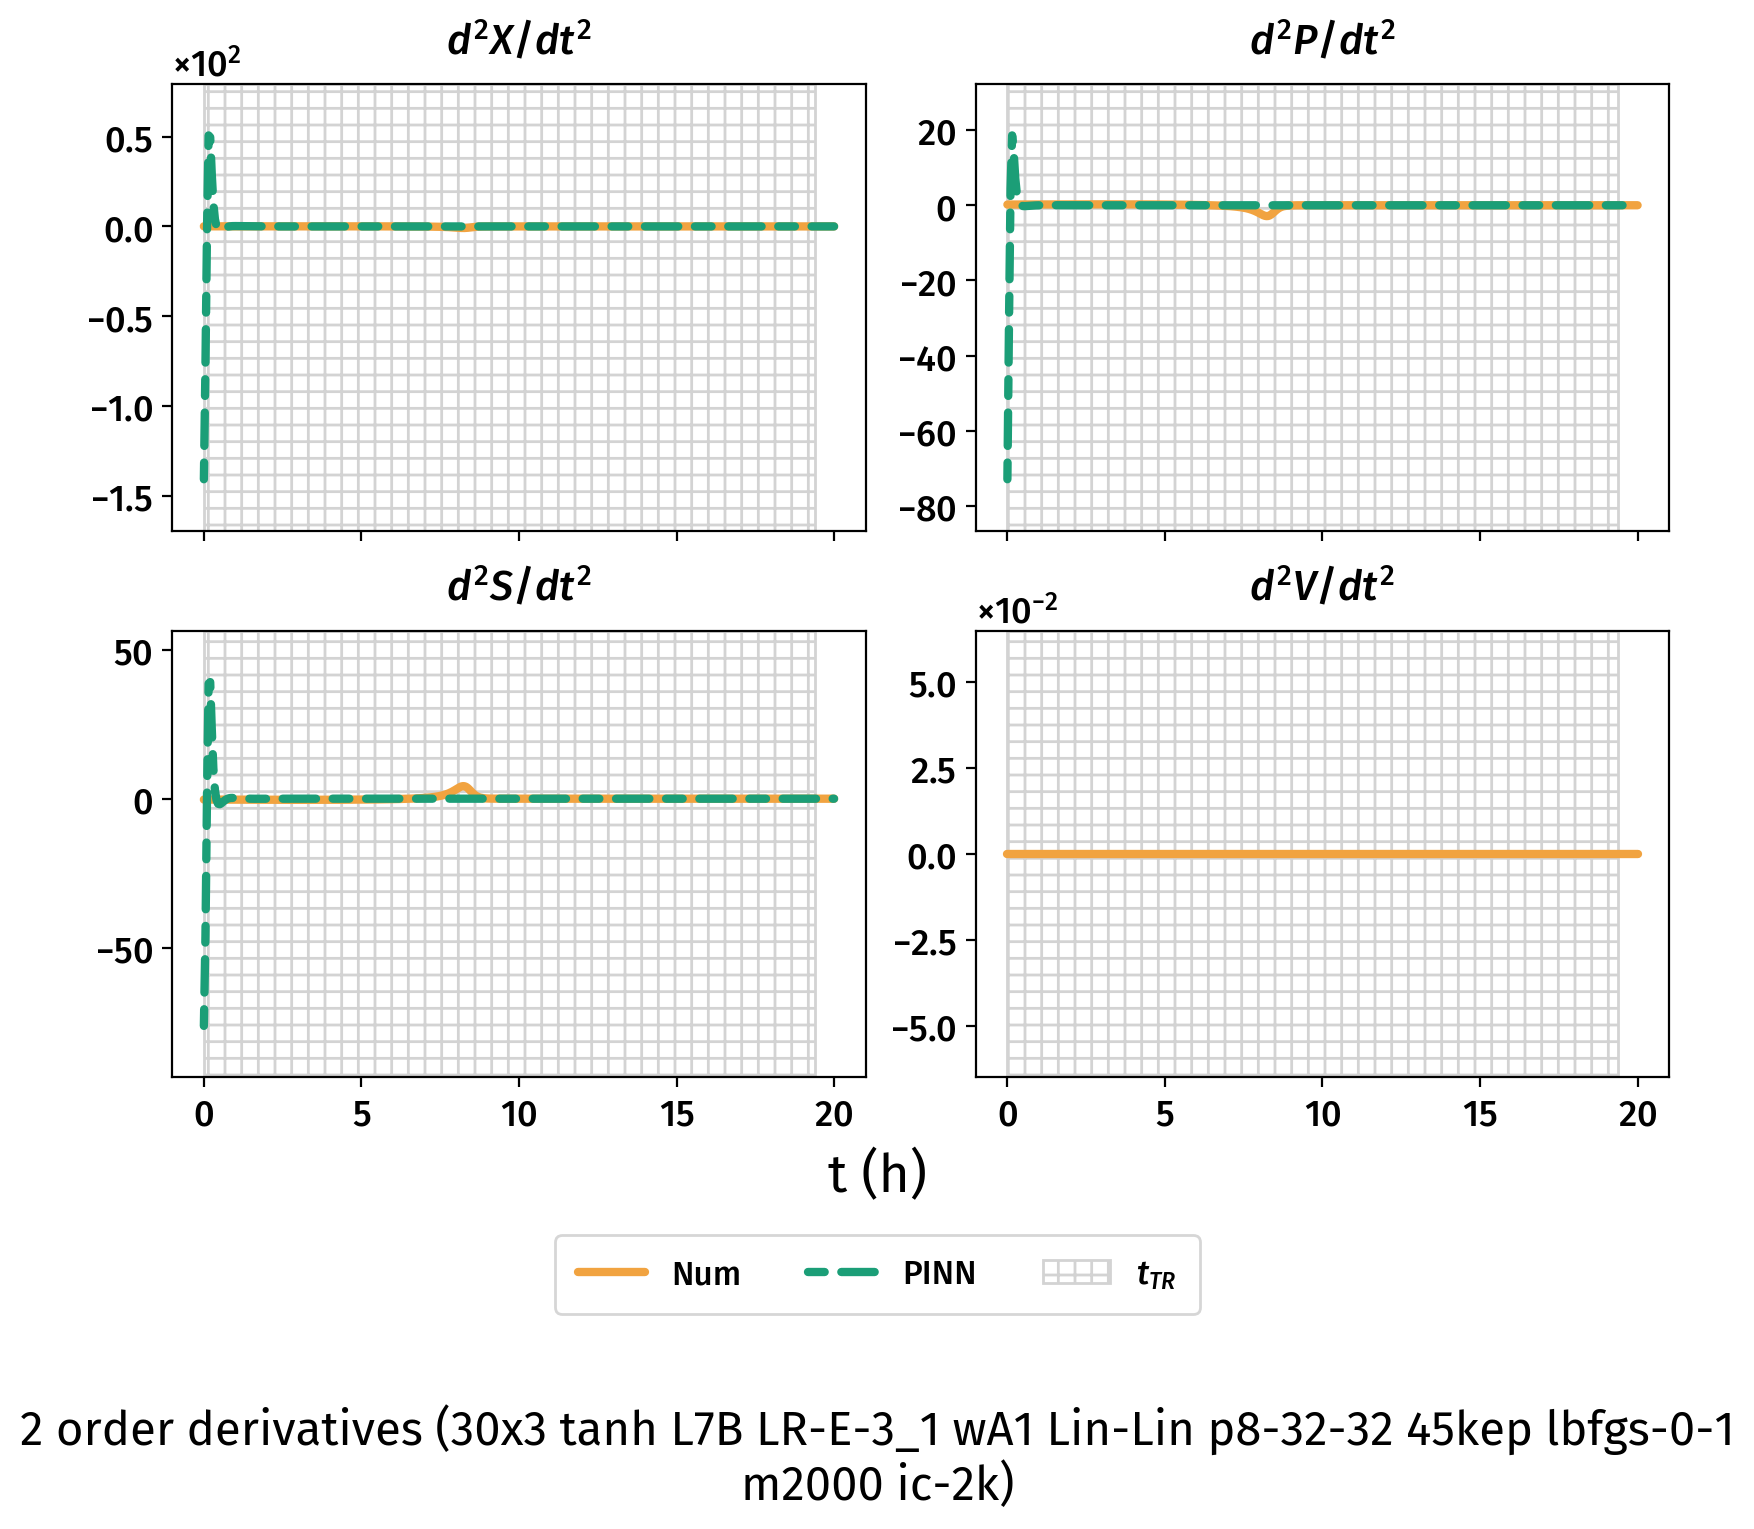 d²X/dt²
d²P/dt²
×10²
0.5
0.0
−0.5
−1.0
−1.5
20
0
−20
−40
−60
−80
d²S/dt²
d²V/dt²
×10⁻²
50
0
−50
5.0
2.5
0.0
−2.5
−5.0
0 5 10 15 20
0 5 10 15 20
t (h)
Num PINN t_TR
2 order derivatives (30x3 tanh L7B LR-E-3_1 wA1 Lin-Lin p8-32-32 45kep lbfgs-0-1
m2000 ic-2k)